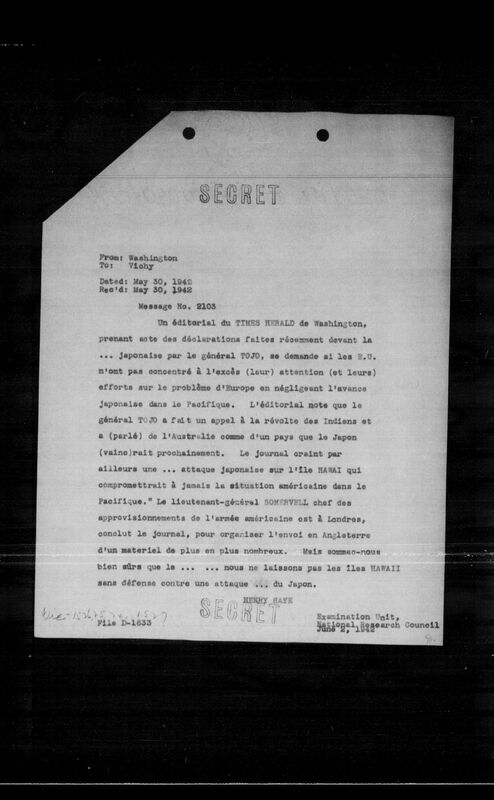 SECRET
From: Washington
To: Vichy
Dated: May 30, 1942
Rec'd: May 30, 1942
Message No. 2103
Un éditorial du TIMES HERALD de Washington,
prenant acte des déclarations faites récemment devant la
... japonaise par le général TOJO, se demande si les E.U.
n'ont pas concentré à l'excès (leur) attention (et leurs)
efforts sur le problème d'Europe en négligeant l'avance
japonaise dans le Pacifique. L'éditorial note que le
général TOJO a fait un appel à la révolte des Indiens et
a (parlé) de l'Australie comme d'un pays que le Japon
(vainc)rait prochainement. Le journal craint par
ailleurs une ... attaque japonaise sur l'île HAWAI qui
compromettrait à jamais la situation américaine dans le
Pacifique." Le lieutenant-général SOMERVELL chef des
approvisionnements de l'armée américaine est à Londres,
conclut le journal, pour organiser l'envoi en Angleterre
d'un materiel de plus en plus nombreux. Mais sommes-nous
bien sûrs que le ... ... nous ne laissons pas les îles HAWAII
sans défense contre une attaque ... du Japon.
HENRY HAYE
SECRET
File D-1633
Examination Unit,
National Research Council
June 2, 1942